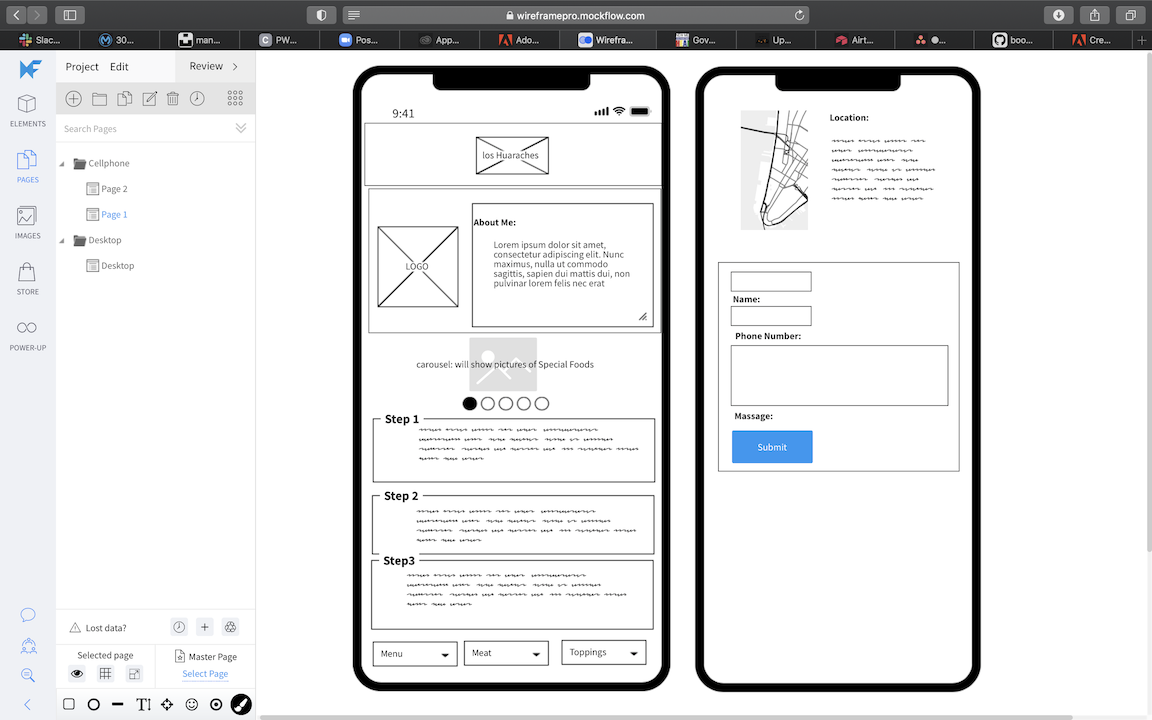 wireframepro.mockflow.com
Slac...
30...
man...
PW...
Pos...
App...
Ado...
Wirefra...
Gov...
Up...
Airt...
boo...
Cre...
Project
Edit
Review
ELEMENTS
PAGES
IMAGES
STORE
POWER-UP
Search Pages
Cellphone
Page 2
Page 1
Desktop
Desktop
Lost data?
Selected page
Master Page
Select Page
9:41
los Huaraches
LOGO
About Me:
Lorem ipsum dolor sit amet,
consectetur adipiscing elit. Nunc
maximus, nulla ut commodo
sagittis, sapien dui mattis dui, non
pulvinar lorem felis nec erat
carousel: will show pictures of Special Foods
Step 1
Step 2
Step3
Menu
Meat
Toppings
Location:
Name:
Phone Number:
Massage:
Submit